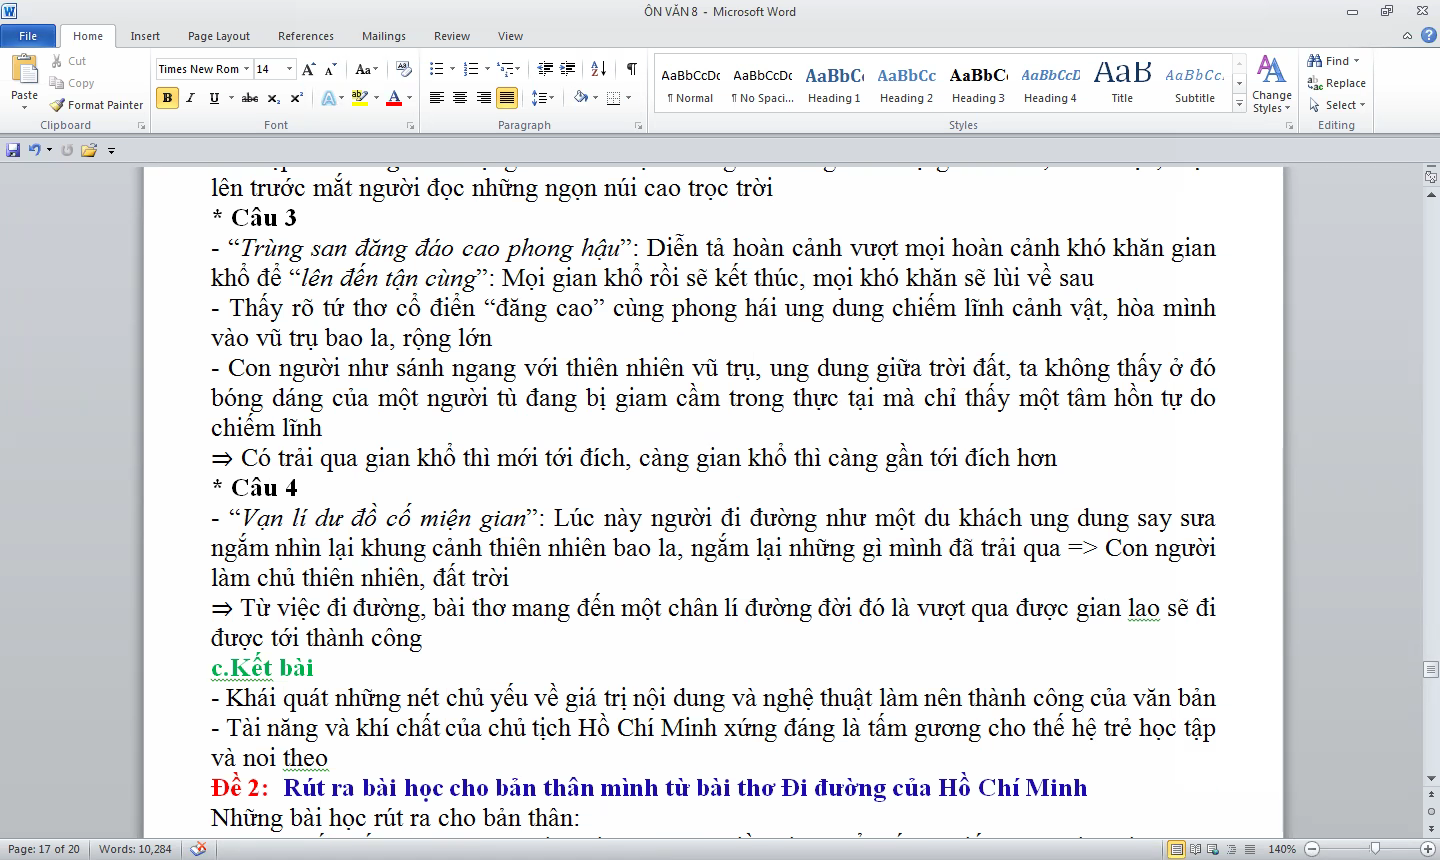 ÔN VĂN 8 - Microsoft Word
File Home Insert Page Layout References Mailings Review View
Paste
Cut
Copy
Format Painter
Clipboard
Times New Rom 14
Font
Paragraph
AaBbCcDc AaBbCcDc AaBbCc AaBbCc AaBbCc AaBbCcD AaB AaBbCc.
¶ Normal ¶ No Spaci... Heading 1 Heading 2 Heading 3 Heading 4 Title Subtitle
Change Styles
Styles
Find
Replace
Select
Editing
lên trước mắt người đọc những ngọn núi cao trọc trời
* Câu 3
- “Trùng san đăng đáo cao phong hậu”: Diễn tả hoàn cảnh vượt mọi hoàn cảnh khó khăn gian
khổ để “lên đến tận cùng”: Mọi gian khổ rồi sẽ kết thúc, mọi khó khăn sẽ lùi về sau
- Thấy rõ tứ thơ cổ điển “đăng cao” cùng phong hái ung dung chiếm lĩnh cảnh vật, hòa mình
vào vũ trụ bao la, rộng lớn
- Con người như sánh ngang với thiên nhiên vũ trụ, ung dung giữa trời đất, ta không thấy ở đó
bóng dáng của một người tù đang bị giam cầm trong thực tại mà chỉ thấy một tâm hồn tự do
chiếm lĩnh
⇒ Có trải qua gian khổ thì mới tới đích, càng gian khổ thì càng gần tới đích hơn
* Câu 4
- “Vạn lí dư đồ cố miện gian”: Lúc này người đi đường như một du khách ung dung say sưa
ngắm nhìn lại khung cảnh thiên nhiên bao la, ngắm lại những gì mình đã trải qua => Con người
làm chủ thiên nhiên, đất trời
⇒ Từ việc đi đường, bài thơ mang đến một chân lí đường đời đó là vượt qua được gian lao sẽ đi
được tới thành công
c.Kết bài
- Khái quát những nét chủ yếu về giá trị nội dung và nghệ thuật làm nên thành công của văn bản
- Tài năng và khí chất của chủ tịch Hồ Chí Minh xứng đáng là tấm gương cho thế hệ trẻ học tập
và noi theo
Đề 2: Rút ra bài học cho bản thân mình từ bài thơ Đi đường của Hồ Chí Minh
Những bài học rút ra cho bản thân:
Page: 17 of 20 Words: 10,284 140%